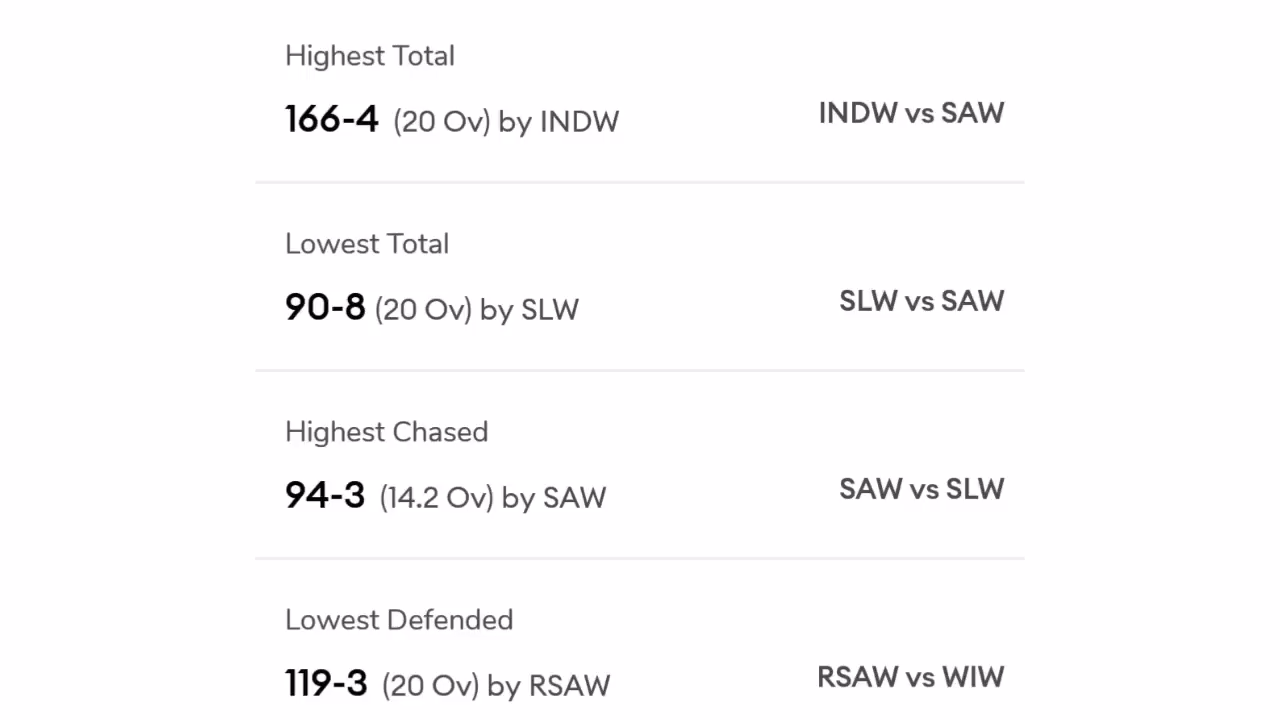 Highest Total
166-4 (20 Ov) by INDW
INDW vs SAW
Lowest Total
90-8 (20 Ov) by SLW
SLW vs SAW
Highest Chased
94-3 (14.2 Ov) by SAW
SAW vs SLW
Lowest Defended
119-3 (20 Ov) by RSAW
RSAW vs WIW